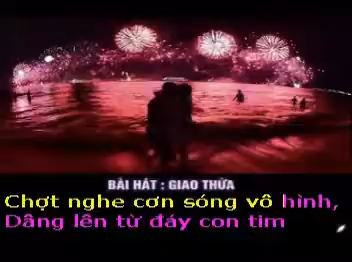 BÀI HÁT : GIAO THỪA
Chợt nghe cơn sóng vô hình,
Dâng lên từ đáy con tim